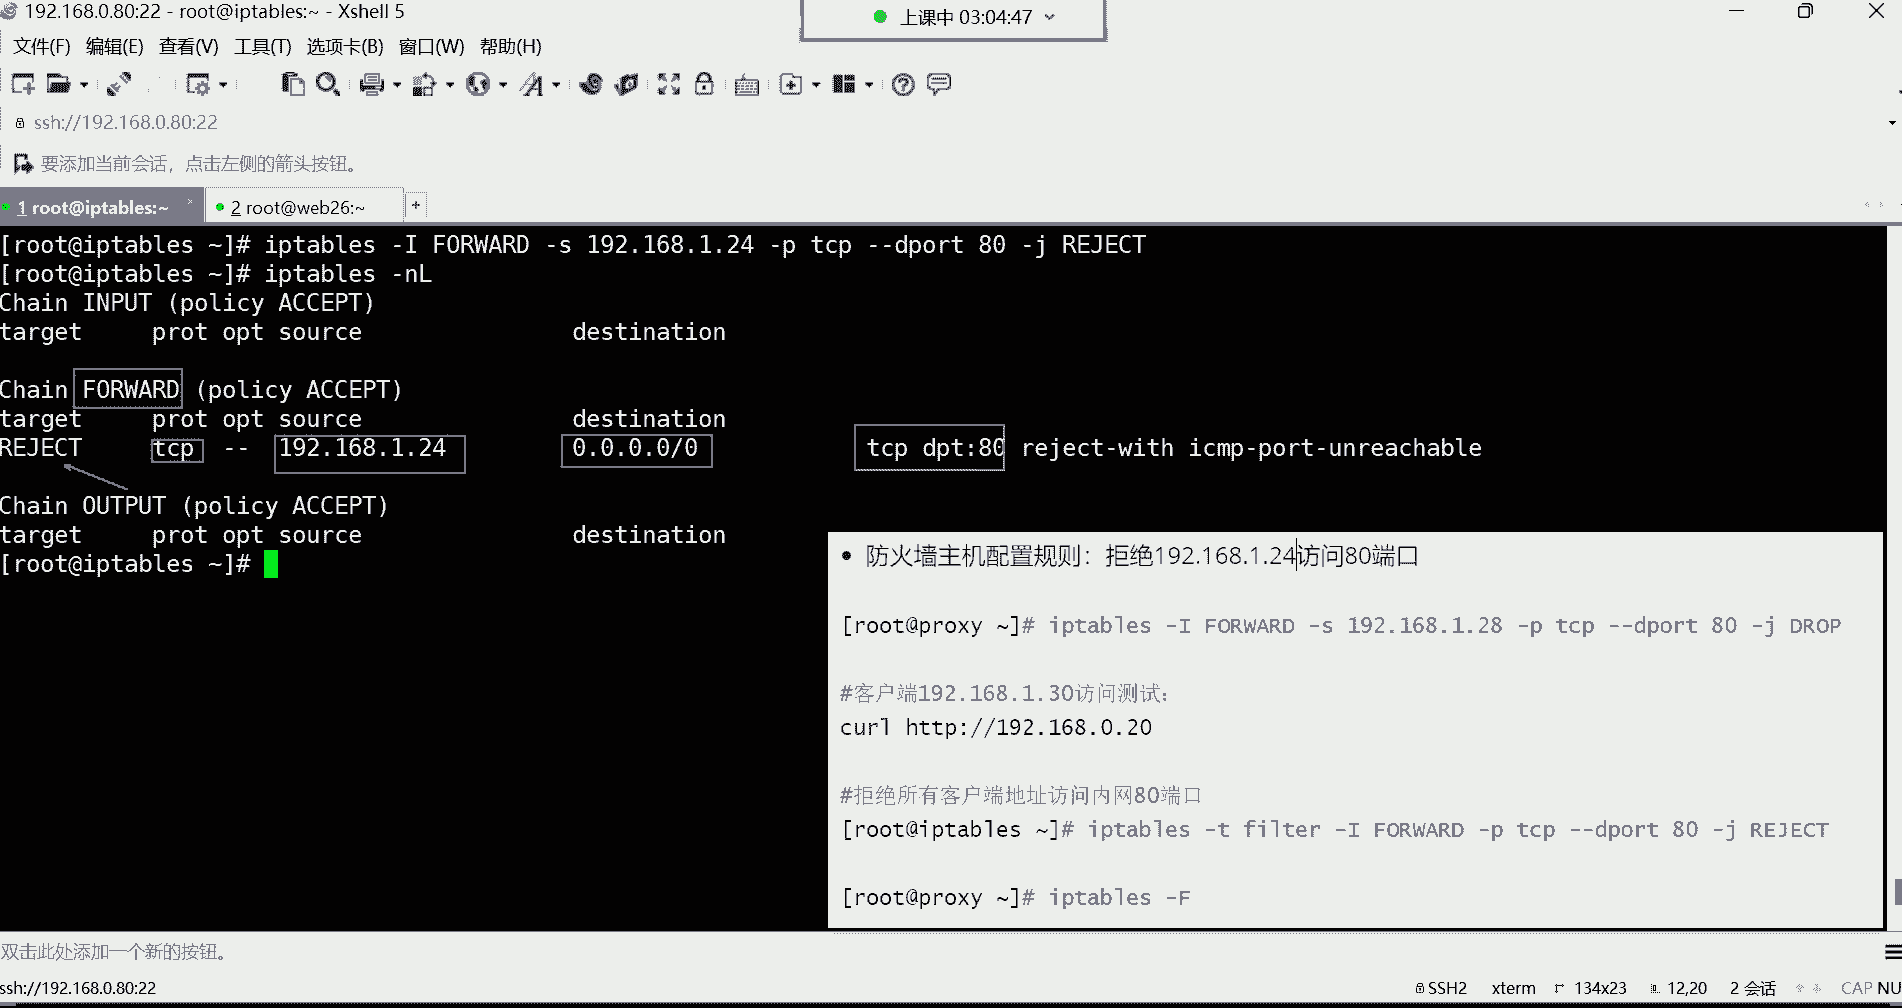 192.168.0.80:22 - root@iptables:~ - Xshell 5
上课中 03:04:47
文件(F) 编辑(E) 查看(V) 工具(T) 选项卡(B) 窗口(W) 帮助(H)
ssh://192.168.0.80:22
要添加当前会话，点击左侧的箭头按钮。
1 root@iptables:~ × 2 root@web26:~ +
[root@iptables ~]# iptables -I FORWARD -s 192.168.1.24 -p tcp --dport 80 -j REJECT
[root@iptables ~]# iptables -nL
Chain INPUT (policy ACCEPT)
target prot opt source destination
Chain FORWARD (policy ACCEPT)
target prot opt source destination
REJECT tcp -- 192.168.1.24 0.0.0.0/0 tcp dpt:80 reject-with icmp-port-unreachable
Chain OUTPUT (policy ACCEPT)
target prot opt source destination
[root@iptables ~]#
• 防火墙主机配置规则：拒绝192.168.1.24访问80端口
[root@proxy ~]# iptables -I FORWARD -s 192.168.1.28 -p tcp --dport 80 -j DROP
#客户端192.168.1.30访问测试：
curl http://192.168.0.20
#拒绝所有客户端地址访问内网80端口
[root@iptables ~]# iptables -t filter -I FORWARD -p tcp --dport 80 -j REJECT
[root@proxy ~]# iptables -F
双击此处添加一个新的按钮。
ssh://192.168.0.80:22 SSH2 xterm 134x23 12,20 2 会话 CAP NU